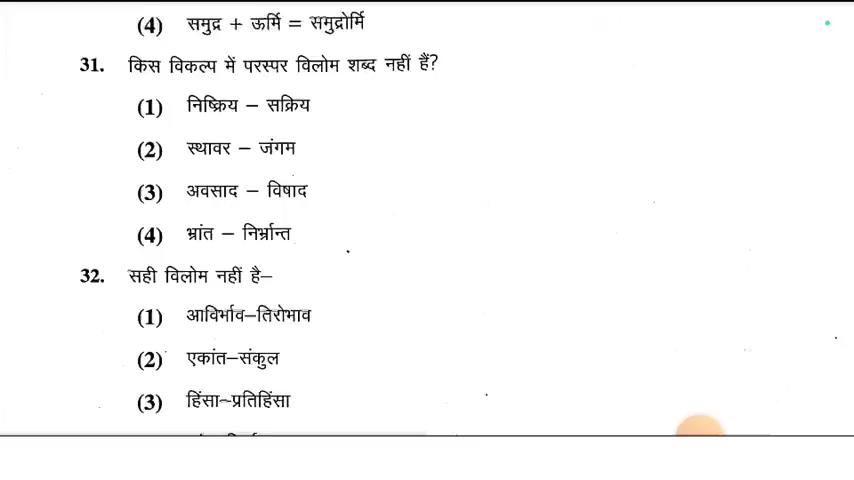 (4) समुद्र + ऊर्मि = समुद्रोर्मि
31. किस विकल्प में परस्पर विलोम शब्द नहीं हैं?
(1) निष्क्रिय – सक्रिय
(2) स्थावर – जंगम
(3) अवसाद – विषाद
(4) भ्रांत – निर्भ्रान्त
32. सही विलोम नहीं है–
(1) आविर्भाव–तिरोभाव
(2) एकांत–संकुल
(3) हिंसा–प्रतिहिंसा